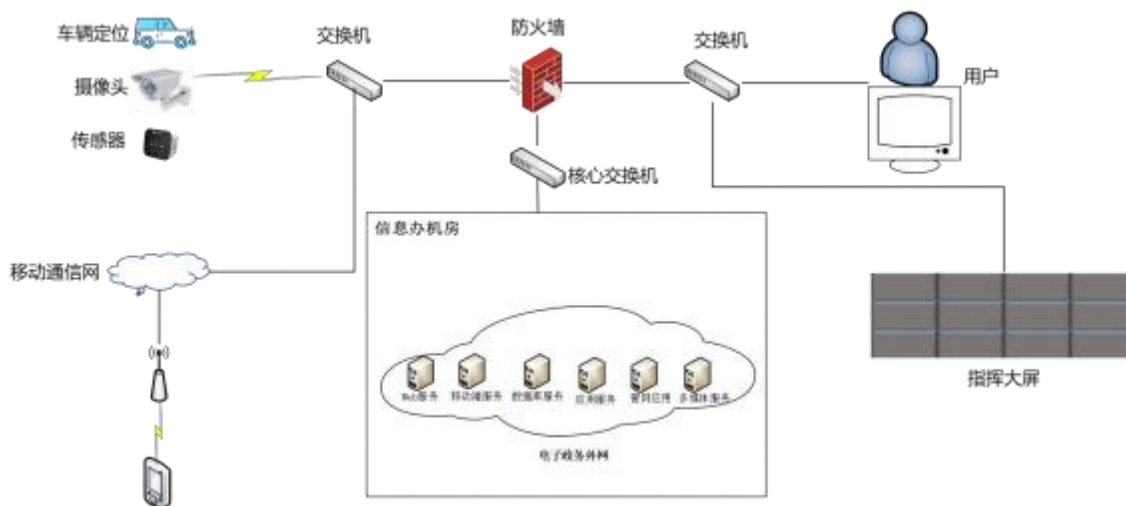 车辆定位
摄像头
传感器
交换机
防火墙
交换机
用户
核心交换机
信息办机房
移动通信网
指挥大屏
Web服务
移动端服务
数据库服务
应用服务
多媒体服务
电子政务外网